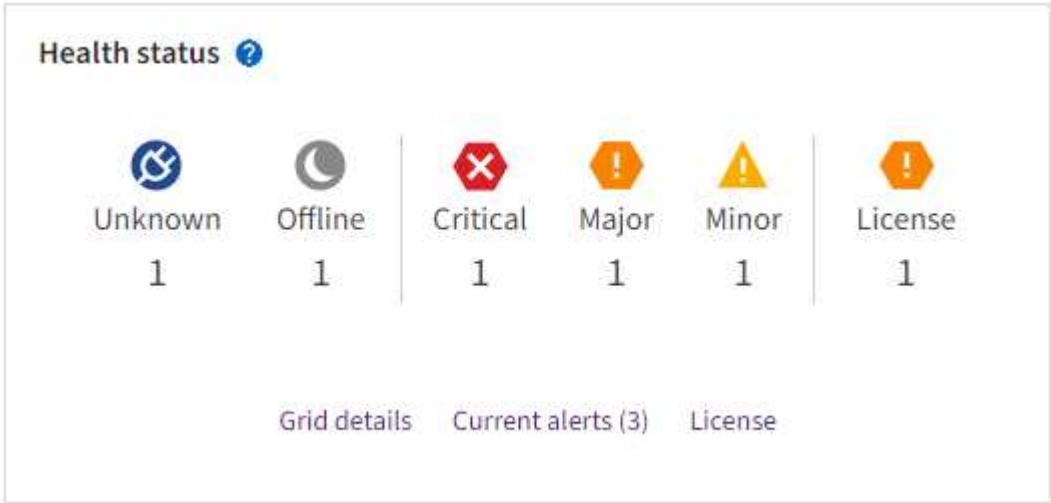 Health status ?
Unknown Offline Critical Major Minor License
1 1 1 1 1 1
Grid details Current alerts (3) License